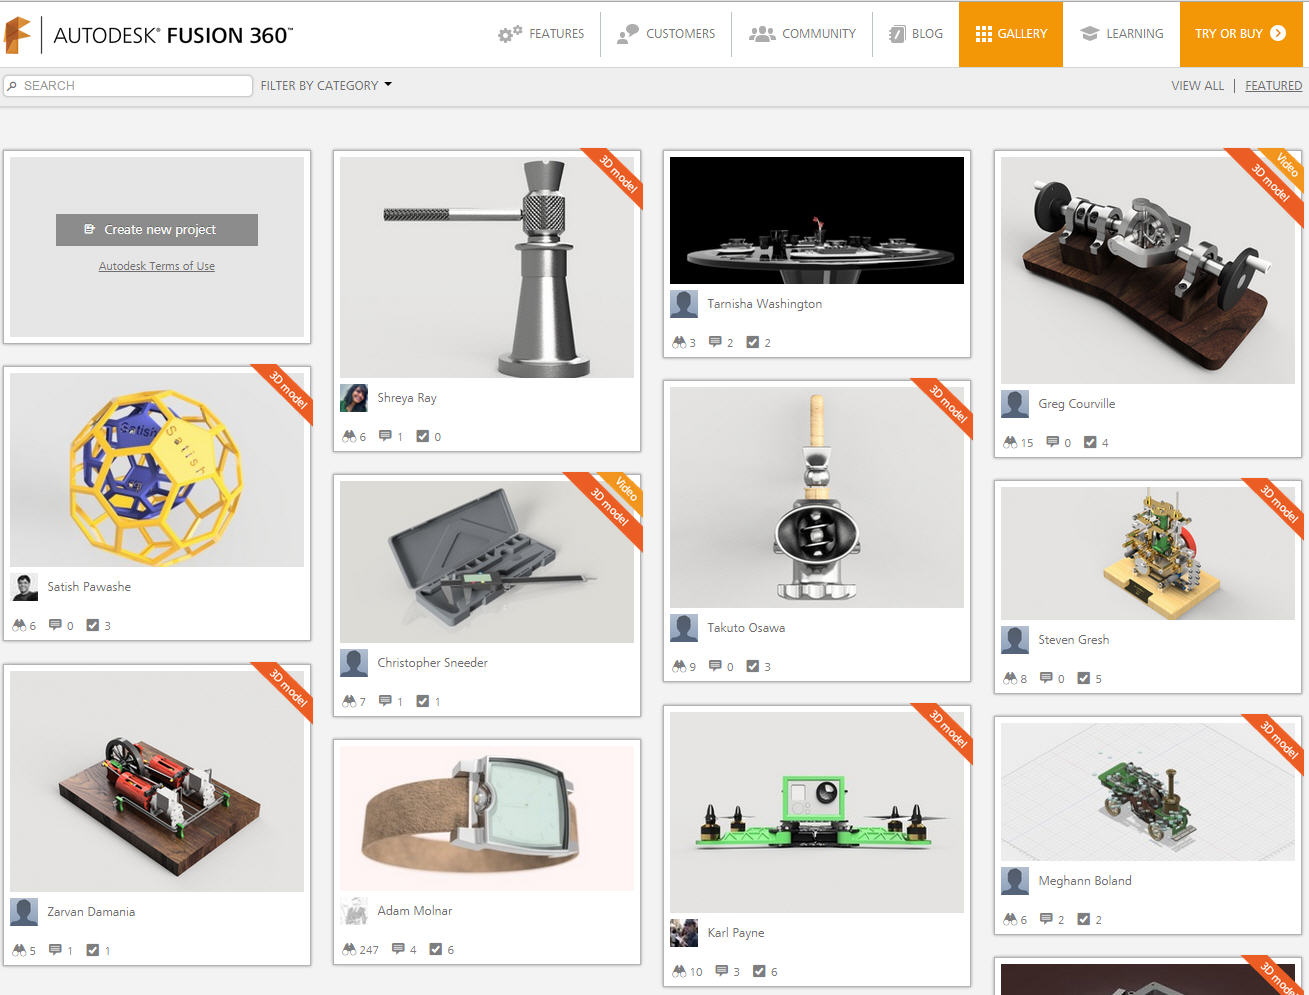 AUTODESK® FUSION 360™
FEATURES
CUSTOMERS
COMMUNITY
BLOG
GALLERY
LEARNING
TRY OR BUY
SEARCH
FILTER BY CATEGORY
VIEW ALL | FEATURED
Create new project
Autodesk Terms of Use
3D model
Satish
Satish
Satish Pawashe
6 0 3
3D model
Zarvan Damania
5 1 1
3D model
Shreya Ray
6 1 0
Video
3D model
Christopher Sneeder
7 1 1
Adam Molnar
247 4 6
Tarnisha Washington
3 2 2
3D model
Takuto Osawa
9 0 3
3D model
Karl Payne
10 3 6
Video
3D model
Greg Courville
15 0 4
3D model
Steven Gresh
8 0 5
3D model
Meghann Boland
6 2 2
3D model